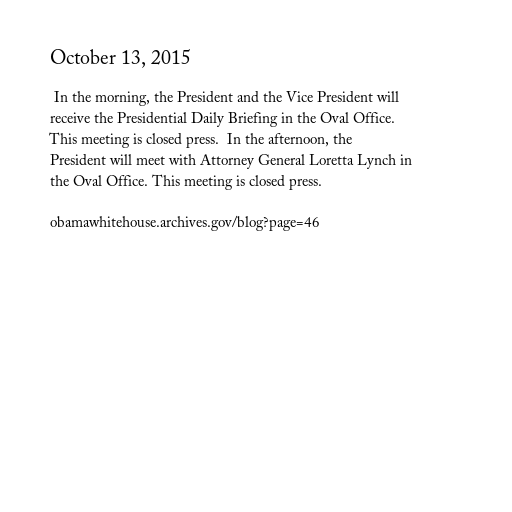 October 13, 2015
In the morning, the President and the Vice President will
receive the Presidential Daily Briefing in the Oval Office.
This meeting is closed press.  In the afternoon, the
President will meet with Attorney General Loretta Lynch in
the Oval Office. This meeting is closed press.
obamawhitehouse.archives.gov/blog?page=46